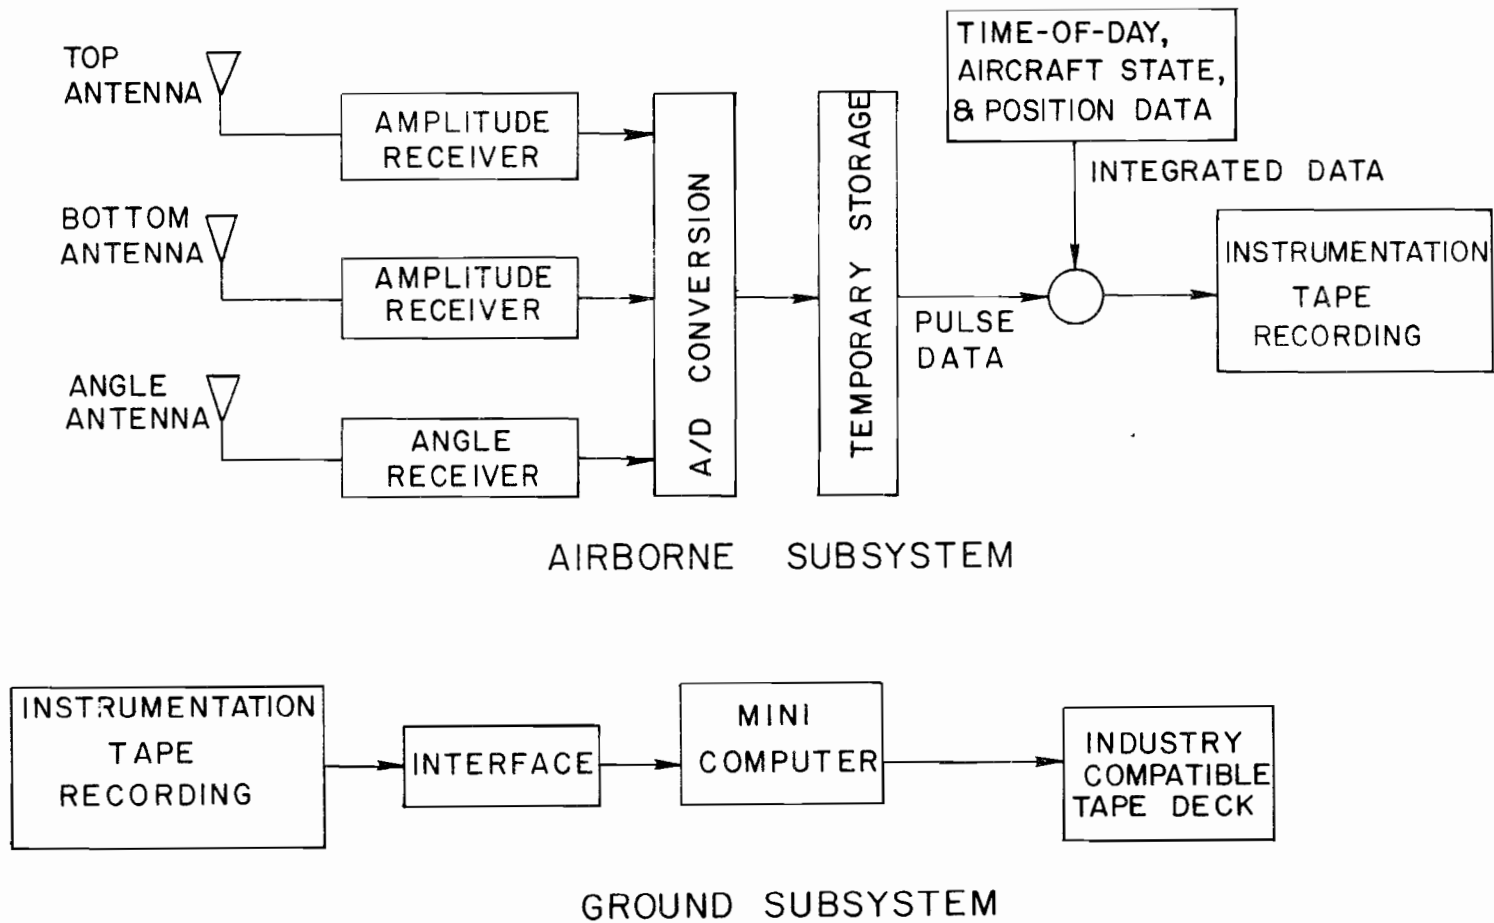 TOP
ANTENNA
AMPLITUDE
RECEIVER
BOTTOM
ANTENNA
AMPLITUDE
RECEIVER
ANGLE
ANTENNA
ANGLE
RECEIVER
A/D CONVERSION
TEMPORARY STORAGE
TIME-OF-DAY,
AIRCRAFT STATE,
& POSITION DATA
INTEGRATED DATA
PULSE
DATA
INSTRUMENTATION
TAPE
RECORDING
AIRBORNE SUBSYSTEM
INSTRUMENTATION
TAPE
RECORDING
INTERFACE
MINI
COMPUTER
INDUSTRY
COMPATIBLE
TAPE DECK
GROUND SUBSYSTEM